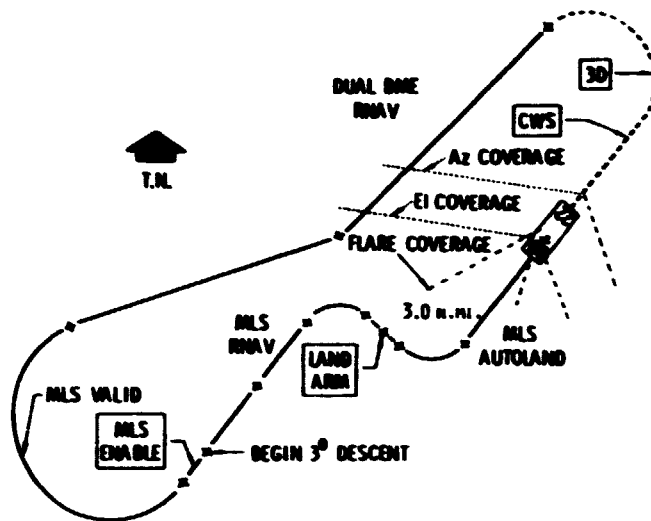 3D
DUAL DME
RNAV
CWS
Az COVERAGE
T.N.
El COVERAGE
FLARE COVERAGE
3.0 N.MI.
MLS
RNAV
LAND
ARM
MLS
AUTOLAND
MLS VALID
MLS
ENABLE
BEGIN 3⁰ DESCENT